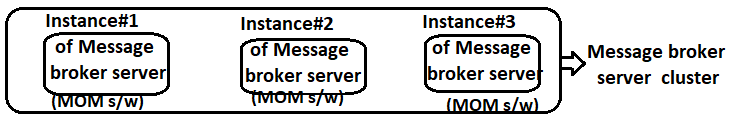 Instance#1
of Message
broker server
(MOM s/w)
Instance#2
of Message
broker server
(MOM s/w)
Instance#3
of Message
broker server
(MOM s/w)
Message broker
server cluster